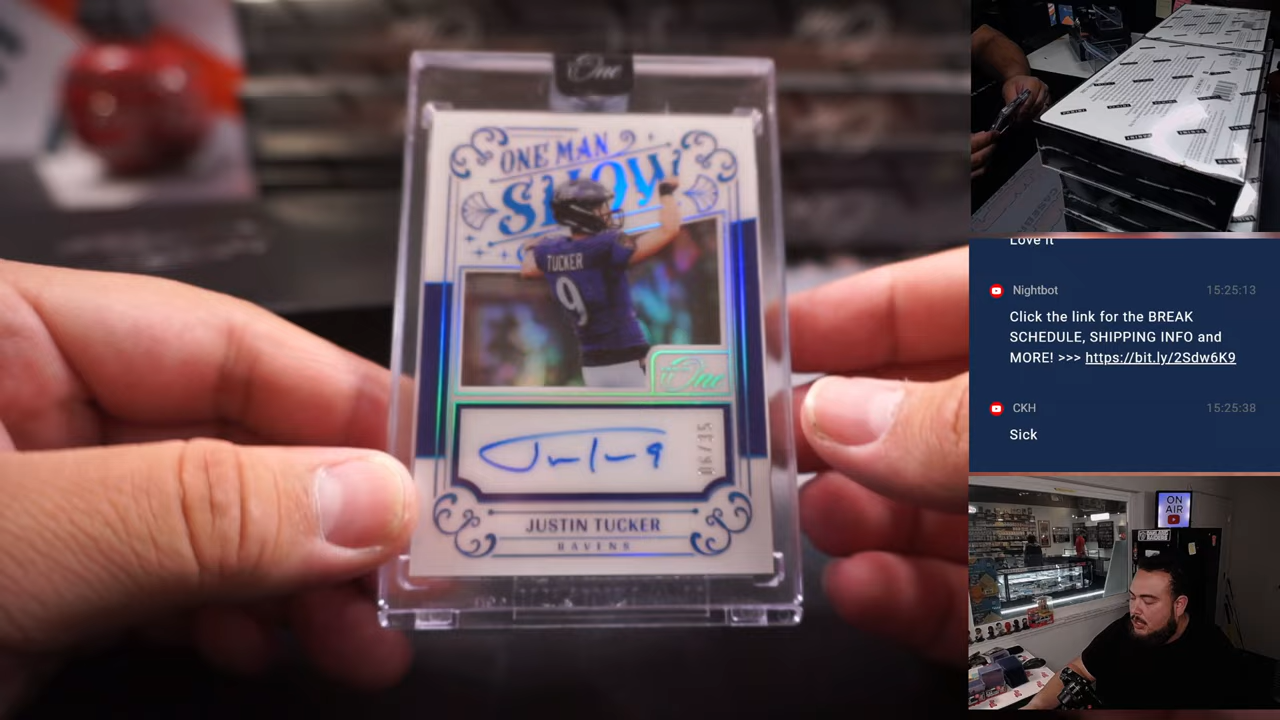 One
ONE MAN
SHOW
TUCKER
9
One
JUSTIN TUCKER
RAVENS
PANINI
Love it
Nightbot
15:25:13
Click the link for the BREAK
SCHEDULE, SHIPPING INFO and
MORE! >>> https://bit.ly/2Sdw6K9
CKH
15:25:38
Sick
ON
AIR